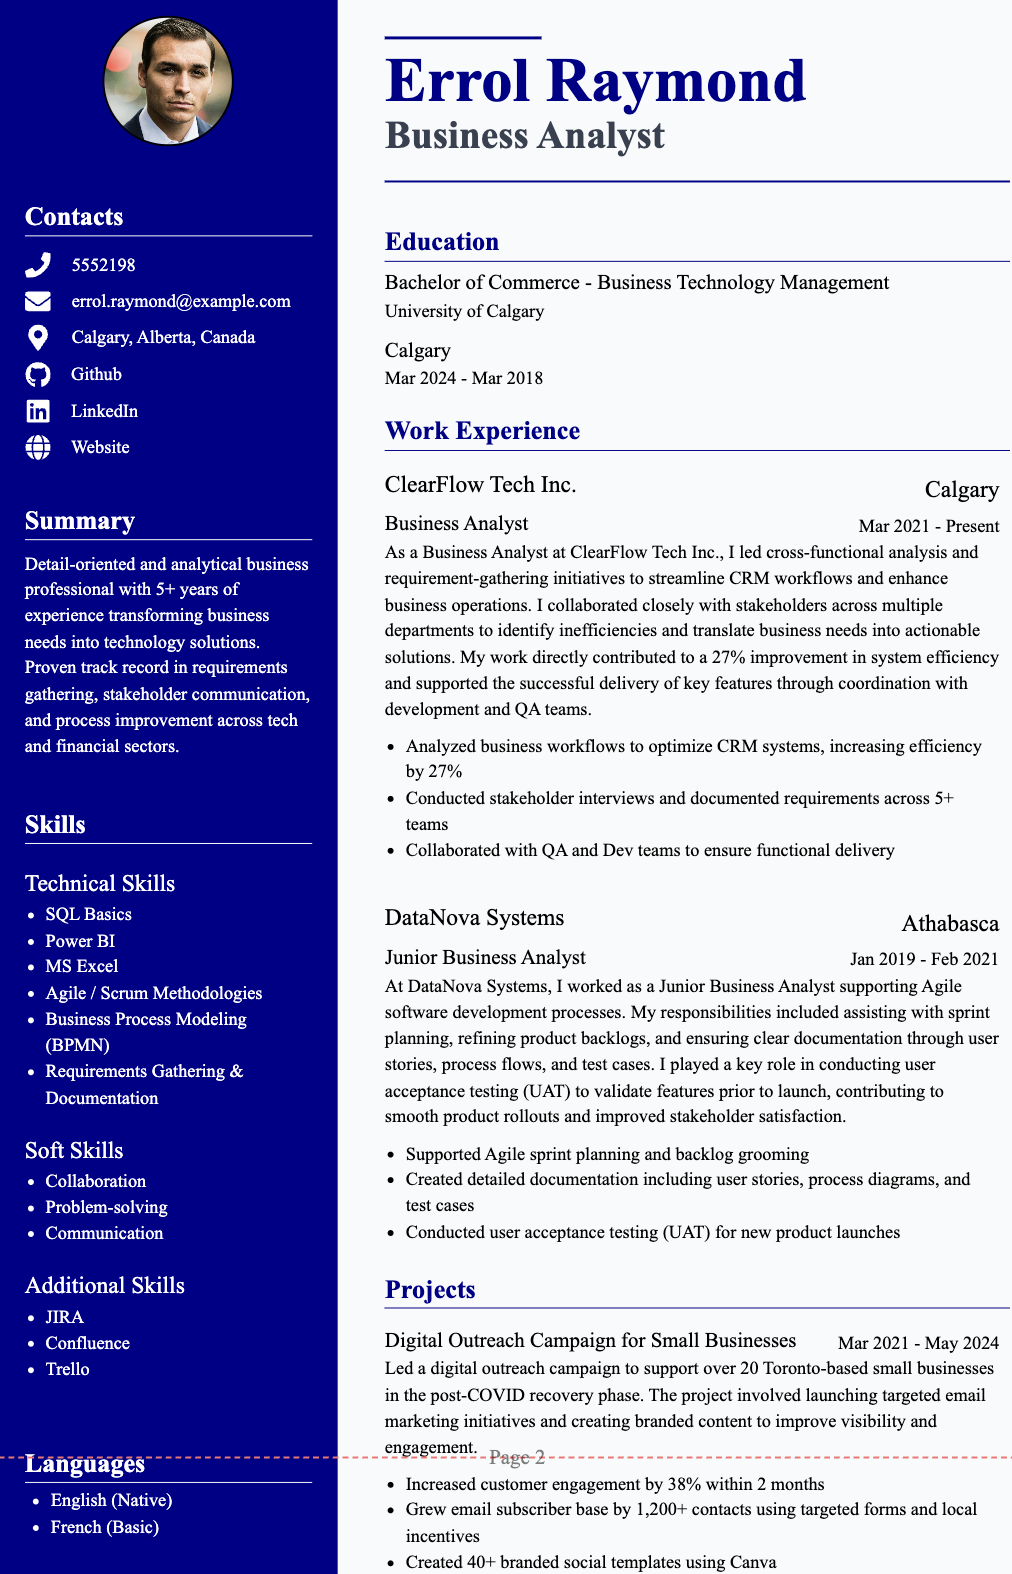 Contacts
5552198
errol.raymond@example.com
Calgary, Alberta, Canada
Github
LinkedIn
Website
Summary
Detail-oriented and analytical business
professional with 5+ years of
experience transforming business
needs into technology solutions.
Proven track record in requirements
gathering, stakeholder communication,
and process improvement across tech
and financial sectors.
Skills
Technical Skills
• SQL Basics
• Power BI
• MS Excel
• Agile / Scrum Methodologies
• Business Process Modeling
(BPMN)
• Requirements Gathering &
Documentation
Soft Skills
• Collaboration
• Problem-solving
• Communication
Additional Skills
• JIRA
• Confluence
• Trello
Languages
• English (Native)
• French (Basic)
Errol Raymond
Business Analyst
Education
Bachelor of Commerce - Business Technology Management
University of Calgary
Calgary
Mar 2024 - Mar 2018
Work Experience
ClearFlow Tech Inc.
Calgary
Business Analyst
Mar 2021 - Present
As a Business Analyst at ClearFlow Tech Inc., I led cross-functional analysis and
requirement-gathering initiatives to streamline CRM workflows and enhance
business operations. I collaborated closely with stakeholders across multiple
departments to identify inefficiencies and translate business needs into actionable
solutions. My work directly contributed to a 27% improvement in system efficiency
and supported the successful delivery of key features through coordination with
development and QA teams.
• Analyzed business workflows to optimize CRM systems, increasing efficiency
by 27%
• Conducted stakeholder interviews and documented requirements across 5+
teams
• Collaborated with QA and Dev teams to ensure functional delivery
DataNova Systems
Athabasca
Junior Business Analyst
Jan 2019 - Feb 2021
At DataNova Systems, I worked as a Junior Business Analyst supporting Agile
software development processes. My responsibilities included assisting with sprint
planning, refining product backlogs, and ensuring clear documentation through user
stories, process flows, and test cases. I played a key role in conducting user
acceptance testing (UAT) to validate features prior to launch, contributing to
smooth product rollouts and improved stakeholder satisfaction.
• Supported Agile sprint planning and backlog grooming
• Created detailed documentation including user stories, process diagrams, and
test cases
• Conducted user acceptance testing (UAT) for new product launches
Projects
Digital Outreach Campaign for Small Businesses
Mar 2021 - May 2024
Led a digital outreach campaign to support over 20 Toronto-based small businesses
in the post-COVID recovery phase. The project involved launching targeted email
marketing initiatives and creating branded content to improve visibility and
engagement.
Page 2
• Increased customer engagement by 38% within 2 months
• Grew email subscriber base by 1,200+ contacts using targeted forms and local
incentives
• Created 40+ branded social templates using Canva